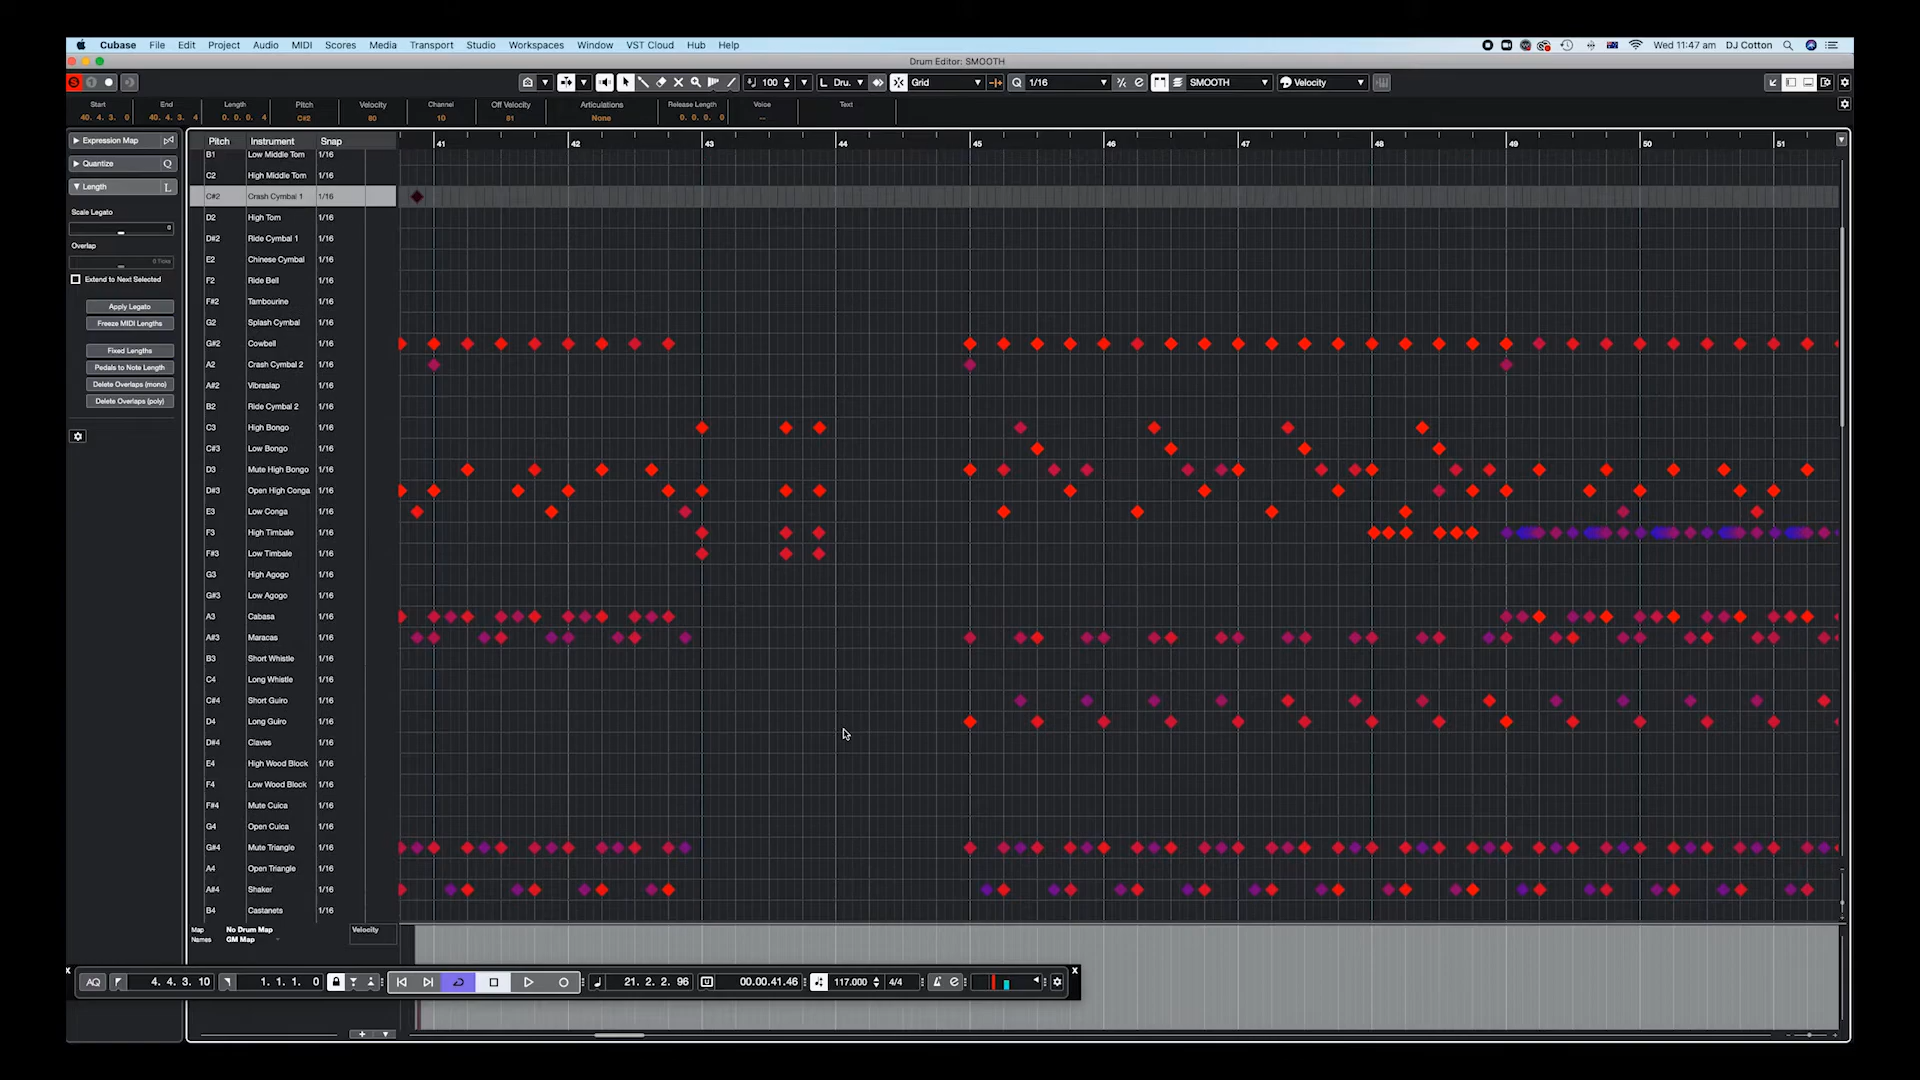 Cubase File Edit Project Audio MIDI Scores Media Transport Studio Workspaces Window VST Cloud Hub Help Wed 11:47 am DJ Cotton
Drum Editor: SMOOTH
S 100 L Dru. Grid Q 1/16 e SMOOTH Velocity
Start End Length Pitch Velocity Channel Off Velocity Articulations Release Length Voice Text
40. 4. 3. 0 40. 4. 3. 4 0. 0. 0. 4 C#2 80 10 81 None 0. 0. 0. 0 --
Expression Map
Quantize Q
Length L
Scale Legato
0
Overlap
0 Ticks
Extend to Next Selected
Apply Legato
Freeze MIDI Lengths
Fixed Lengths
Pedals to Note Length
Delete Overlaps (mono)
Delete Overlaps (poly)
Pitch Instrument Snap 41 42 43 44 45 46 47 48 49 50 51
B1 Low Middle Tom 1/16
C2 High Middle Tom 1/16
C#2 Crash Cymbal 1 1/16
D2 High Tom 1/16
D#2 Ride Cymbal 1 1/16
E2 Chinese Cymbal 1/16
F2 Ride Bell 1/16
F#2 Tambourine 1/16
G2 Splash Cymbal 1/16
G#2 Cowbell 1/16
A2 Crash Cymbal 2 1/16
A#2 Vibraslap 1/16
B2 Ride Cymbal 2 1/16
C3 High Bongo 1/16
C#3 Low Bongo 1/16
D3 Mute High Bongo 1/16
D#3 Open High Conga 1/16
E3 Low Conga 1/16
F3 High Timbale 1/16
F#3 Low Timbale 1/16
G3 High Agogo 1/16
G#3 Low Agogo 1/16
A3 Cabasa 1/16
A#3 Maracas 1/16
B3 Short Whistle 1/16
C4 Long Whistle 1/16
C#4 Short Guiro 1/16
D4 Long Guiro 1/16
D#4 Claves 1/16
E4 High Wood Block 1/16
F4 Low Wood Block 1/16
F#4 Mute Cuica 1/16
G4 Open Cuica 1/16
G#4 Mute Triangle 1/16
A4 Open Triangle 1/16
A#4 Shaker 1/16
B4 Castanets 1/16
Map No Drum Map Velocity
Names GM Map
AQ 4. 4. 3. 10 1. 1. 1. 0 21. 2. 2. 96 00.00.41.46 117.000 4/4